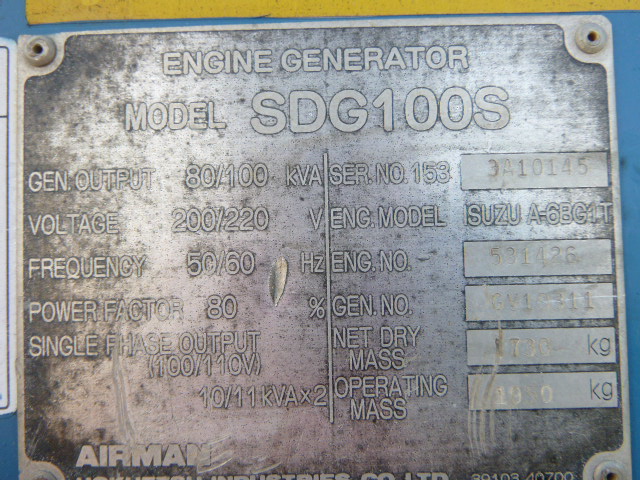 ENGINE GENERATOR
MODEL SDG100S
GEN. OUTPUT 80/100 KVA
VOLTAGE 200/220 V
FREQUENCY 50/60 Hz
POWER FACTOR 80 %
SINGLE PHASE OUTPUT
(100/110V)
10/11 KVA×2
SER. NO. 153 3A10145
ENG. MODEL ISUZU A-6BG1T
ENG. NO. 591426
GEN. NO.
NET DRY
MASS kg
OPERATING
MASS kg
AIRMAN